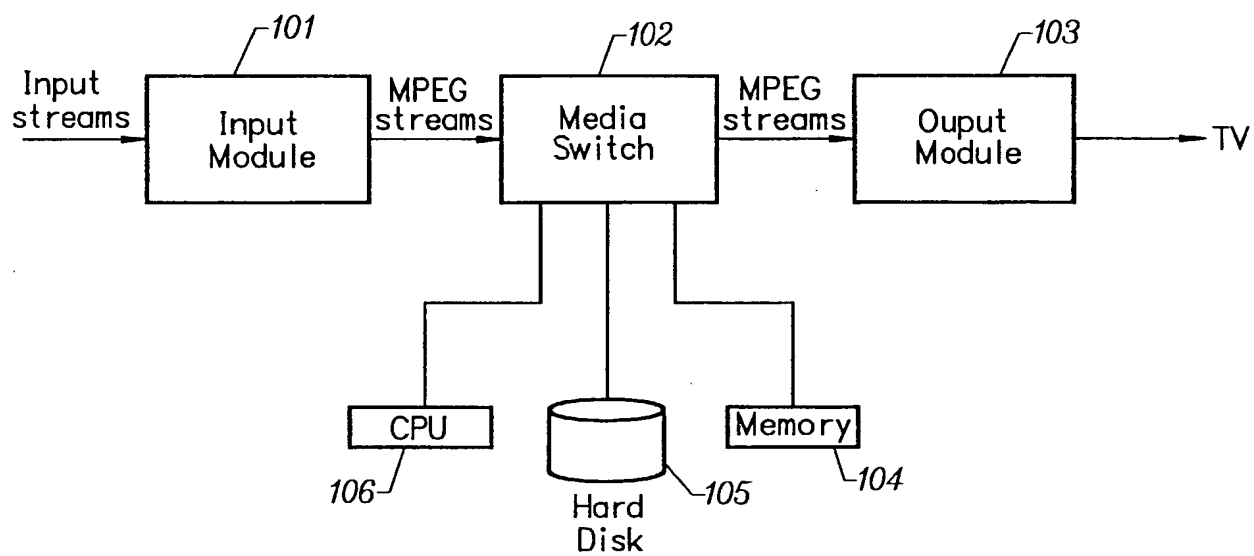 101
102
103
Input
streams
Input
Module
MPEG
streams
Media
Switch
MPEG
streams
Ouput
Module
TV
CPU
106
Hard
Disk
105
Memory
104